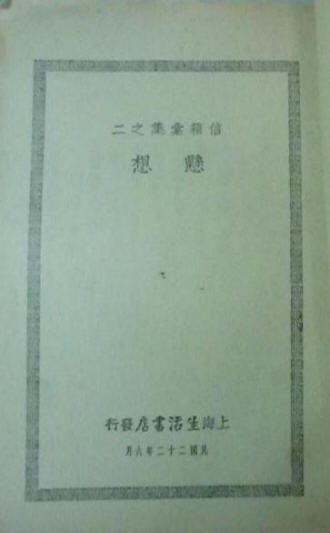 信箱彙集之二
懸想
上海生活書店發行
民國二十二年六月